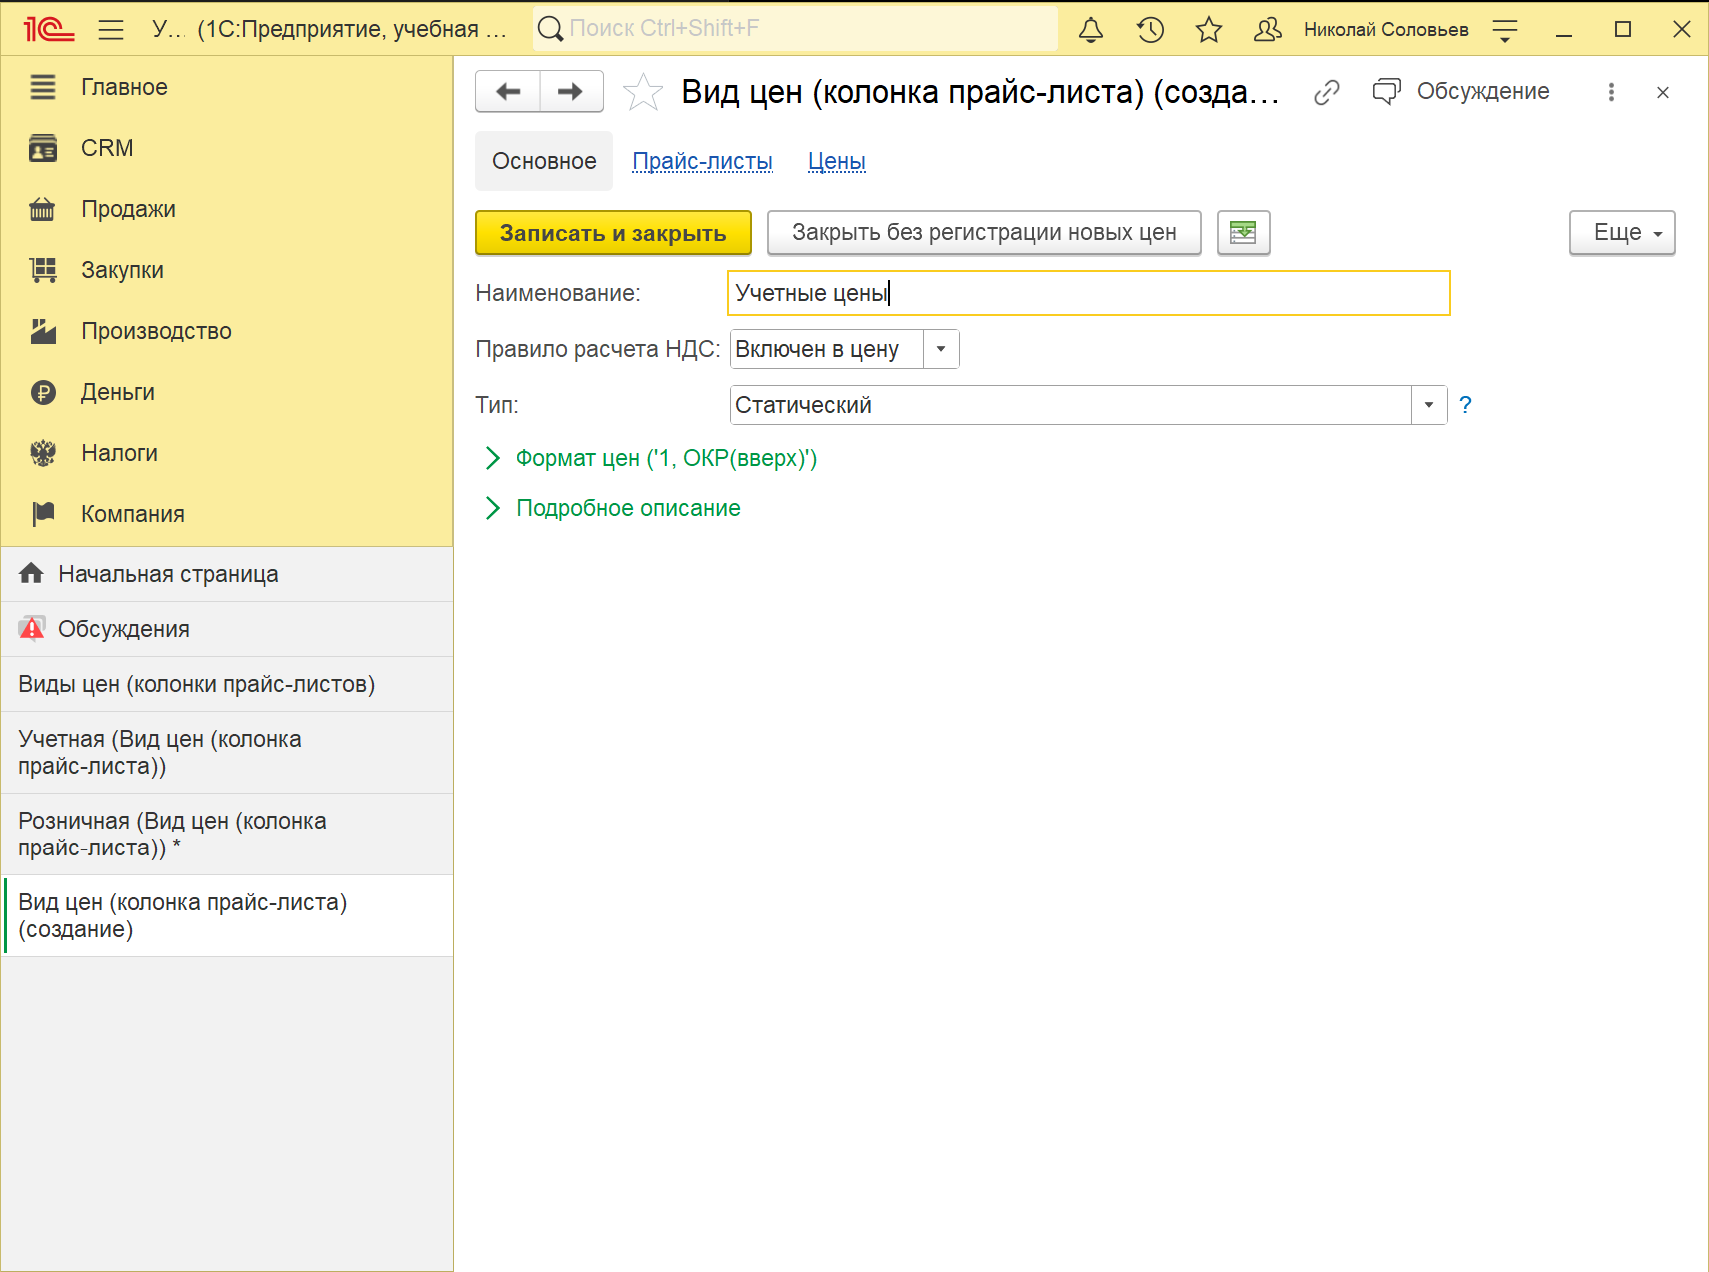 1С У... (1С:Предприятие, учебная ... Поиск Ctrl+Shift+F Николай Соловьев
Главное
CRM
Продажи
Закупки
Производство
Деньги
Налоги
Компания
Начальная страница
Обсуждения
Виды цен (колонки прайс-листов)
Учетная (Вид цен (колонка
прайс-листа))
Розничная (Вид цен (колонка
прайс-листа)) *
Вид цен (колонка прайс-листа)
(создание)
Вид цен (колонка прайс-листа) (созда... Обсуждение
Основное Прайс-листы Цены
Записать и закрыть Закрыть без регистрации новых цен Еще
Наименование: Учетные цены
Правило расчета НДС: Включен в цену
Тип: Статический ?
Формат цен ('1, ОКР(вверх)')
Подробное описание